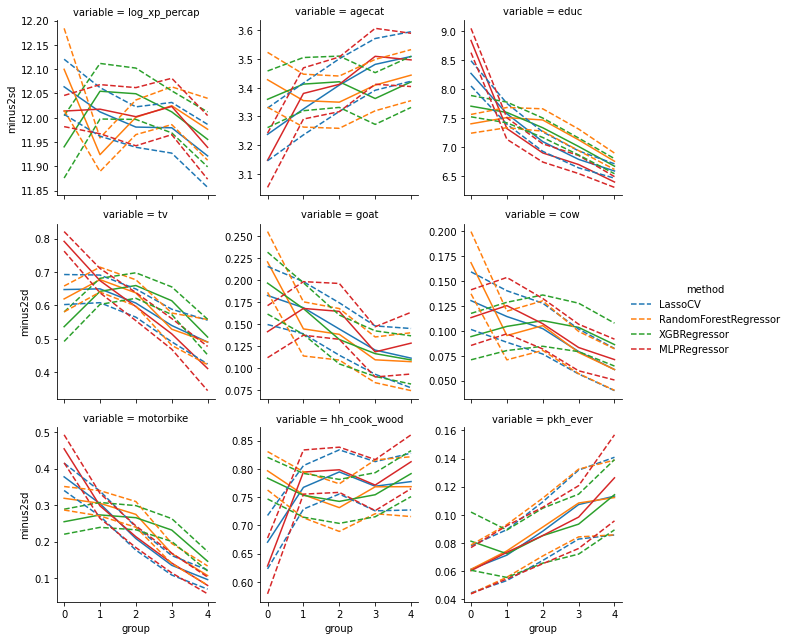 variable = log_xp_percap
variable = agecat
variable = educ
12.20
12.15
12.10
12.05
12.00
11.95
11.90
11.85
minus2sd
3.6
3.5
3.4
3.3
3.2
3.1
9.0
8.5
8.0
7.5
7.0
6.5
variable = tv
variable = goat
variable = cow
0.8
0.7
0.6
0.5
0.4
minus2sd
0.250
0.225
0.200
0.175
0.150
0.125
0.100
0.075
0.200
0.175
0.150
0.125
0.100
0.075
0.050
method
LassoCV
RandomForestRegressor
XGBRegressor
MLPRegressor
variable = motorbike
variable = hh_cook_wood
variable = pkh_ever
0.5
0.4
0.3
0.2
0.1
minus2sd
0.85
0.80
0.75
0.70
0.65
0.60
0.16
0.14
0.12
0.10
0.08
0.06
0.04
0 1 2 3 4
0 1 2 3 4
0 1 2 3 4
group
group
group